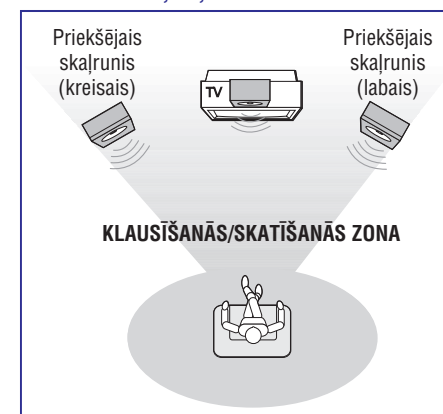 Priekšējais
skaļrunis
(kreisais)
Priekšējais
skaļrunis
(labais)
TV
KLAUSĪŠANĀS/SKATĪŠANĀS ZONA